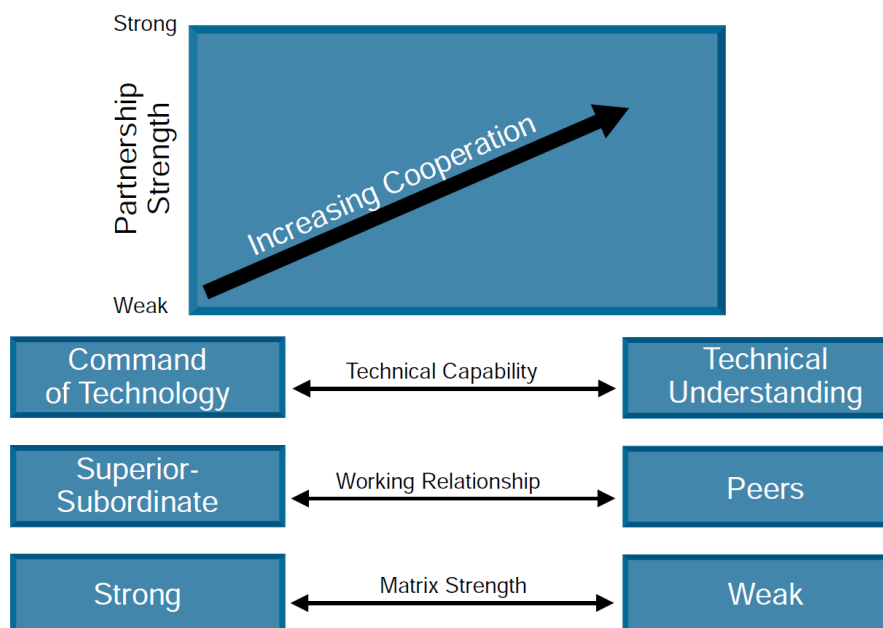 Strong
Partnership
Strength
Increasing Cooperation
Weak
Command
of Technology
Technical Capability
Technical
Understanding
Superior-
Subordinate
Working Relationship
Peers
Strong
Matrix Strength
Weak